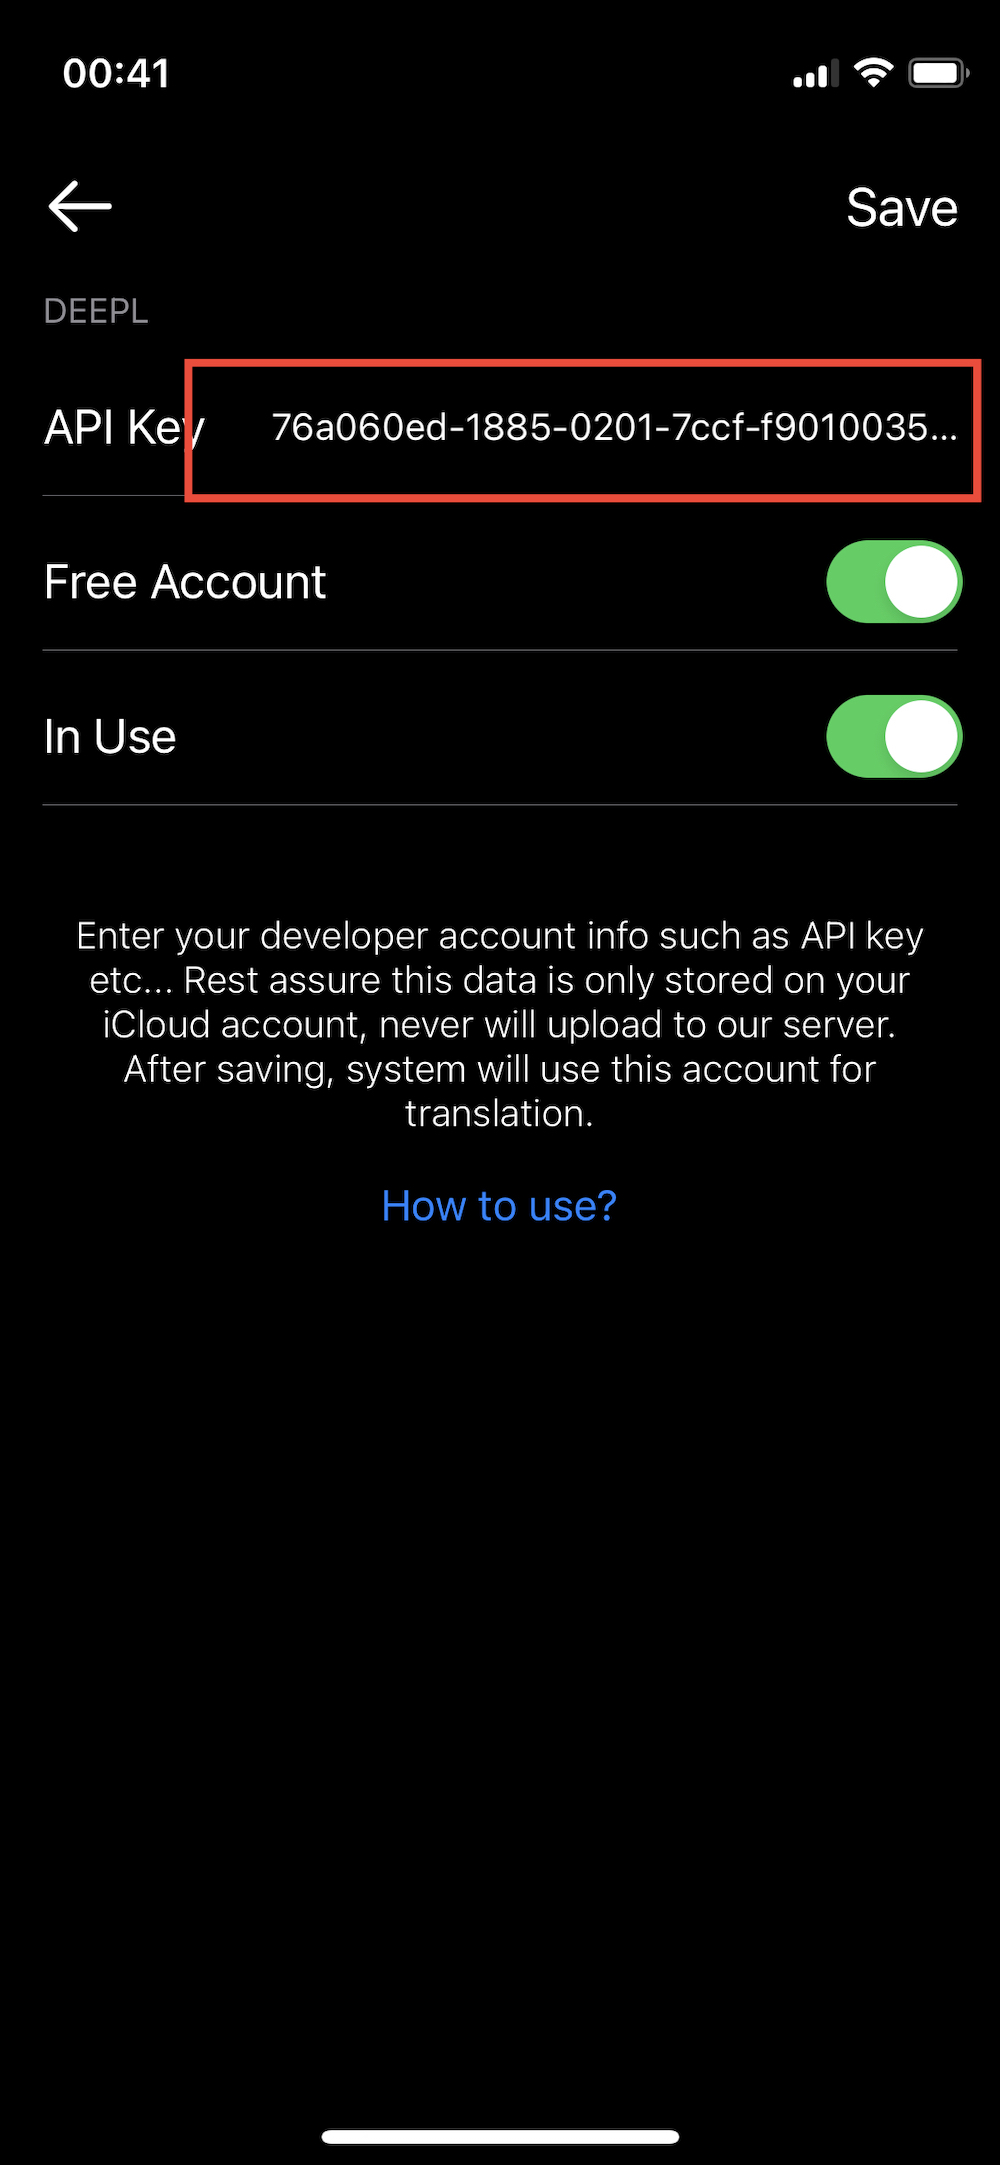 00:41
Save
DEEPL
API Key 76a060ed-1885-0201-7ccf-f9010035...
Free Account
In Use
Enter your developer account info such as API key
etc... Rest assure this data is only stored on your
iCloud account, never will upload to our server.
After saving, system will use this account for
translation.
How to use?